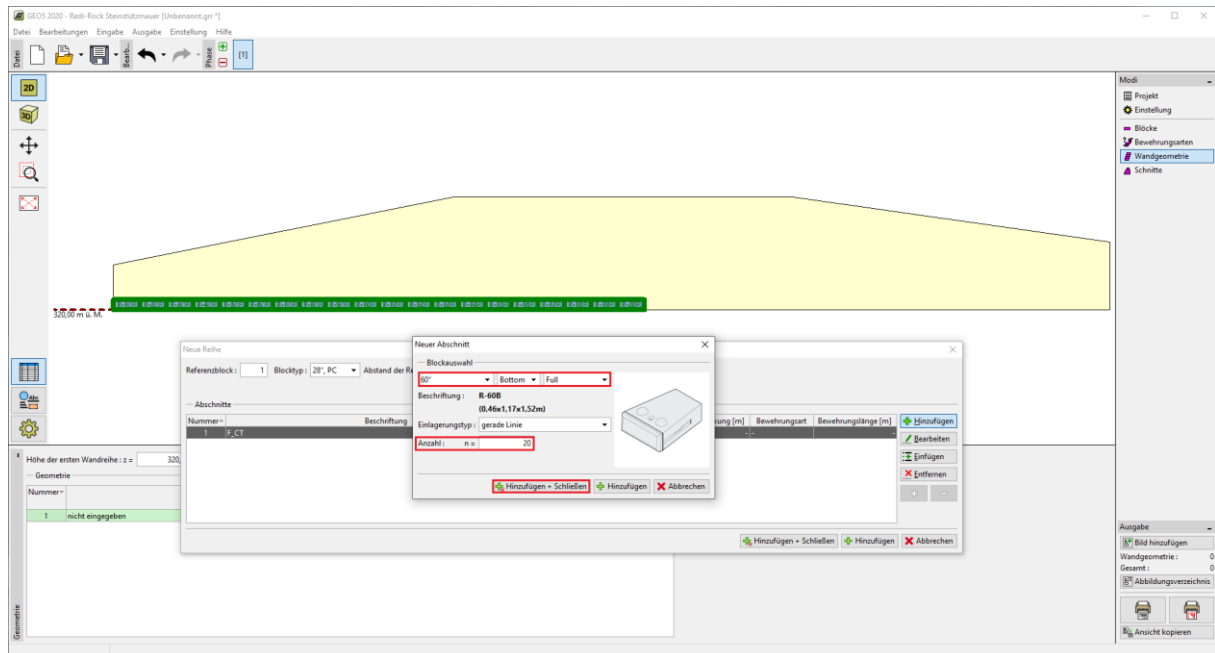 GEO5 2020 - Redi-Rock Steinstützmauer [Unbenannt.grr *]
Datei Bearbeitungen Eingabe Ausgabe Einstellung Hilfe
Datei
Bearb...
Phase
[1]
2D
3D
320,00 m ü. M.
Modi
Projekt
Einstellung
Blöcke
Bewehrungsarten
Wandgeometrie
Schnitte
Neue Reihe
Referenzblock : 1 Blocktyp : 28", PC Abstand der Re
Abschnitte
Nummer Beschriftung kung [m] Bewehrungsart Bewehrungslänge [m]
1 F_CT - - -
Hinzufügen
Bearbeiten
Einfügen
Entfernen
Hinzufügen + Schließen Hinzufügen Abbrechen
Neuer Abschnitt
Blockauswahl
60" Bottom Full
Beschriftung : R-60B
(0,46x1,17x1,52m)
Einlagerungstyp : gerade Linie
Anzahl : n = 20
Hinzufügen + Schließen Hinzufügen Abbrechen
Höhe der ersten Wandreihe : z = 320,
Geometrie
Nummer
1 nicht eingegeben
Geometrie
Ausgabe
Bild hinzufügen
Wandgeometrie : 0
Gesamt : 0
Abbildungsverzeichnis
Ansicht kopieren